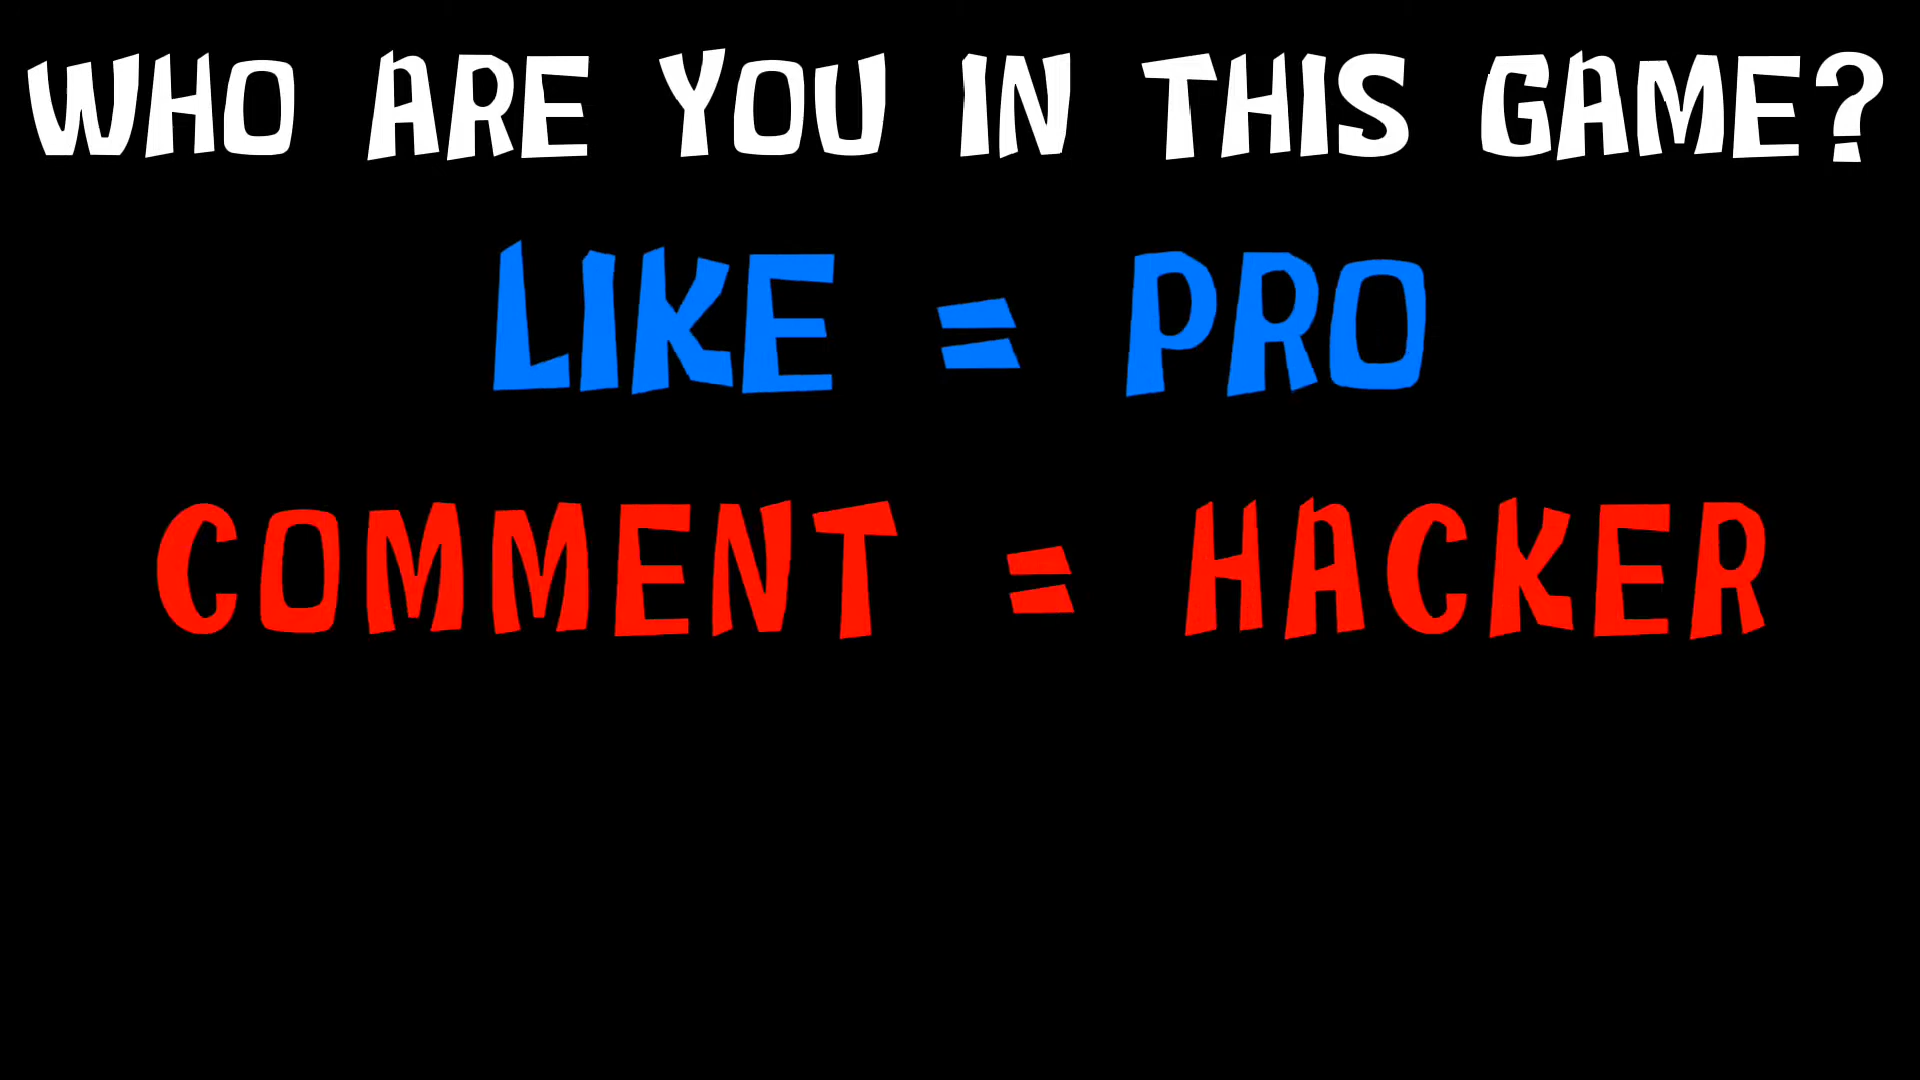 WHO ARE YOU IN THIS GAME?
LIKE = PRO
COMMENT = HACKER